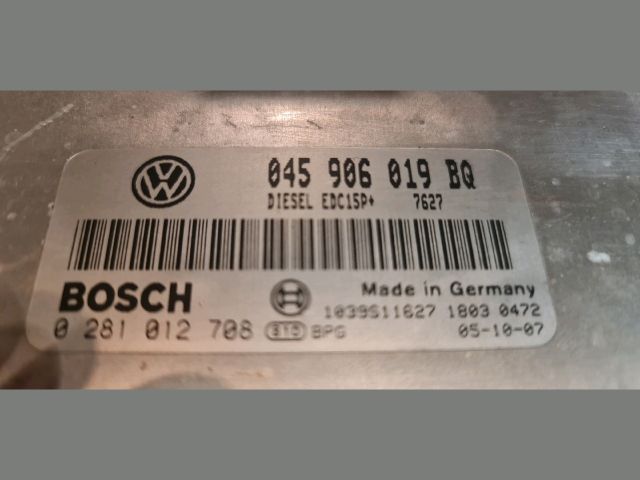 045 906 019 BQ
DIESEL EDC15P+ 7627
BOSCH
Made in Germany
1039S11627 1803 0472
0 281 012 708 BPG 05-10-07